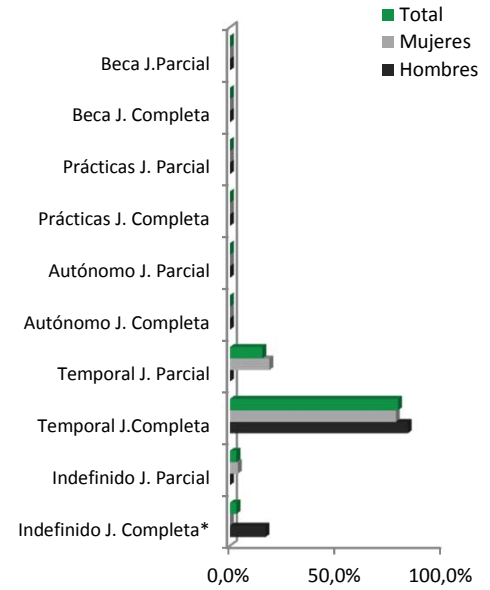 Total
Mujeres
Hombres
Beca J.Parcial
Beca J. Completa
Prácticas J. Parcial
Prácticas J. Completa
Autónomo J. Parcial
Autónomo J. Completa
Temporal J. Parcial
Temporal J.Completa
Indefinido J. Parcial
Indefinido J. Completa*
0,0% 50,0% 100,0%